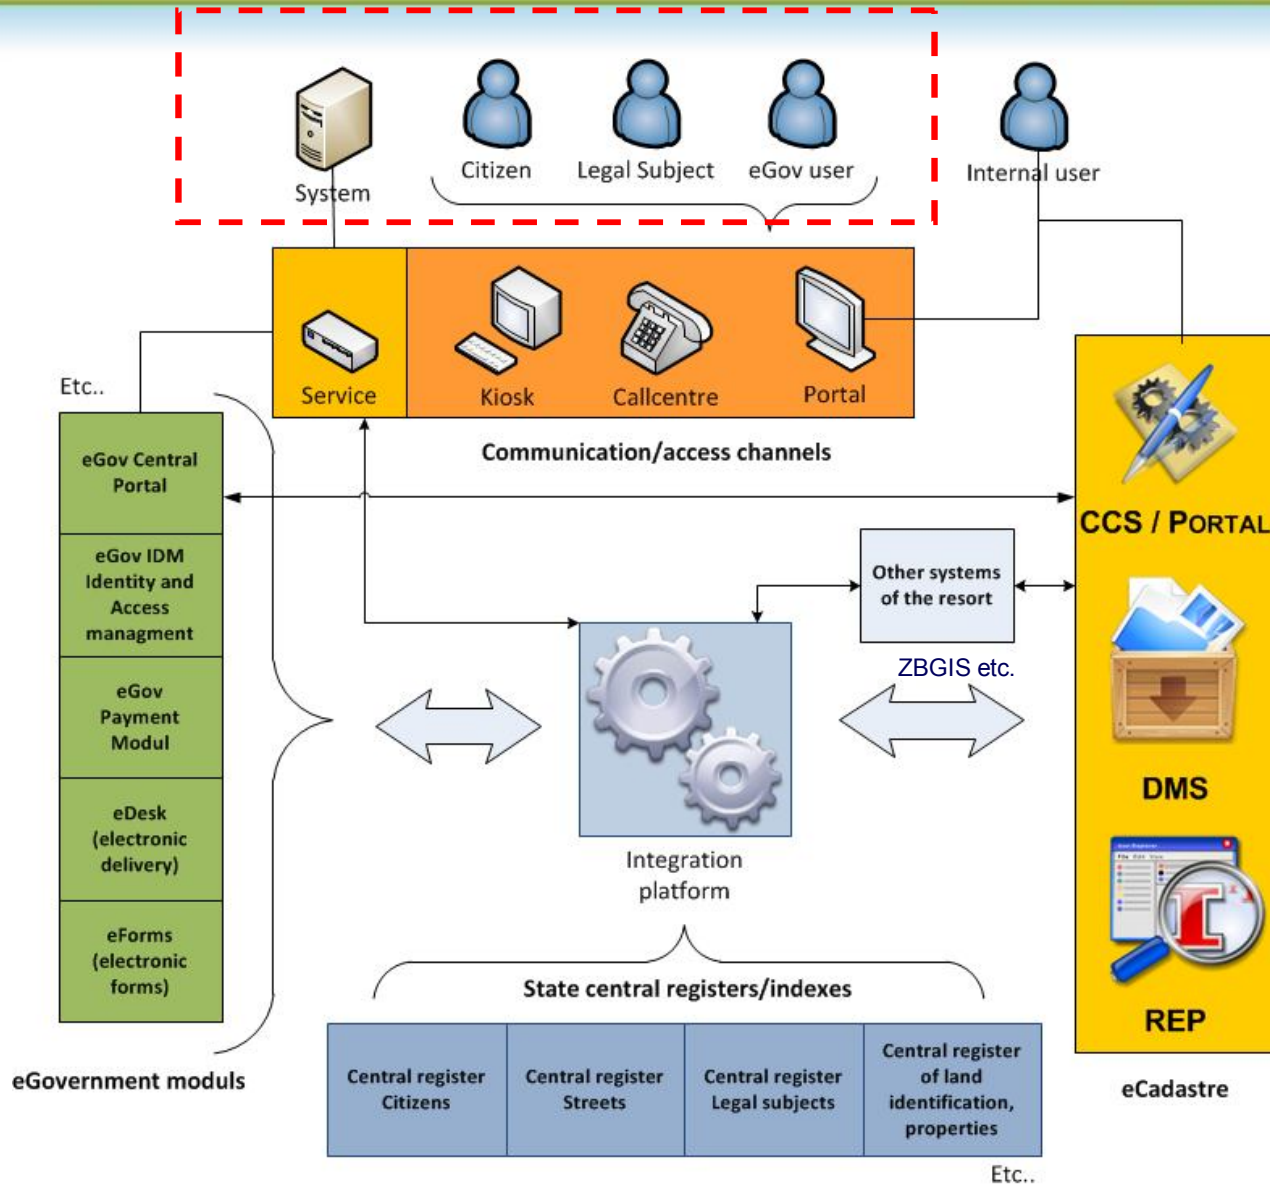 System
Citizen
Legal Subject
eGov user
Internal user
Service
Kiosk
Callcentre
Portal
Communication/access channels
Etc..
eGov Central
Portal
eGov IDM
Identity and
Access
managment
eGov
Payment
Modul
eDesk
(electronic
delivery)
eForms
(electronic
forms)
eGovernment moduls
Other systems
of the resort
ZBGIS etc.
Integration
platform
CCS / PORTAL
DMS
REP
eCadastre
State central registers/indexes
Central register
Citizens
Central register
Streets
Central register
Legal subjects
Central register
of land
identification,
properties
Etc..